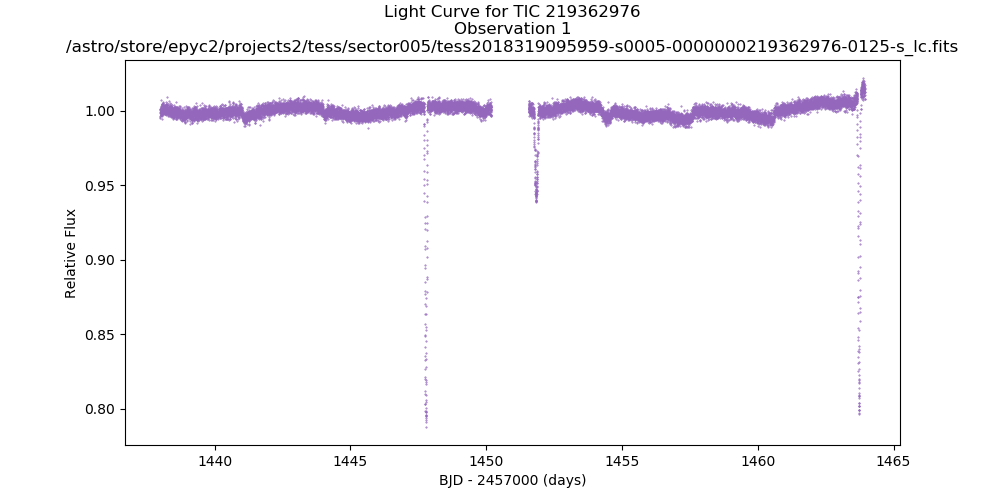 Light Curve for TIC 219362976
Observation 1
/astro/store/epyc2/projects2/tess/sector005/tess2018319095959-s0005-0000000219362976-0125-s_lc.fits
1.00
0.95
0.90
0.85
0.80
Relative Flux
1440
1445
1450
1455
1460
1465
BJD - 2457000 (days)